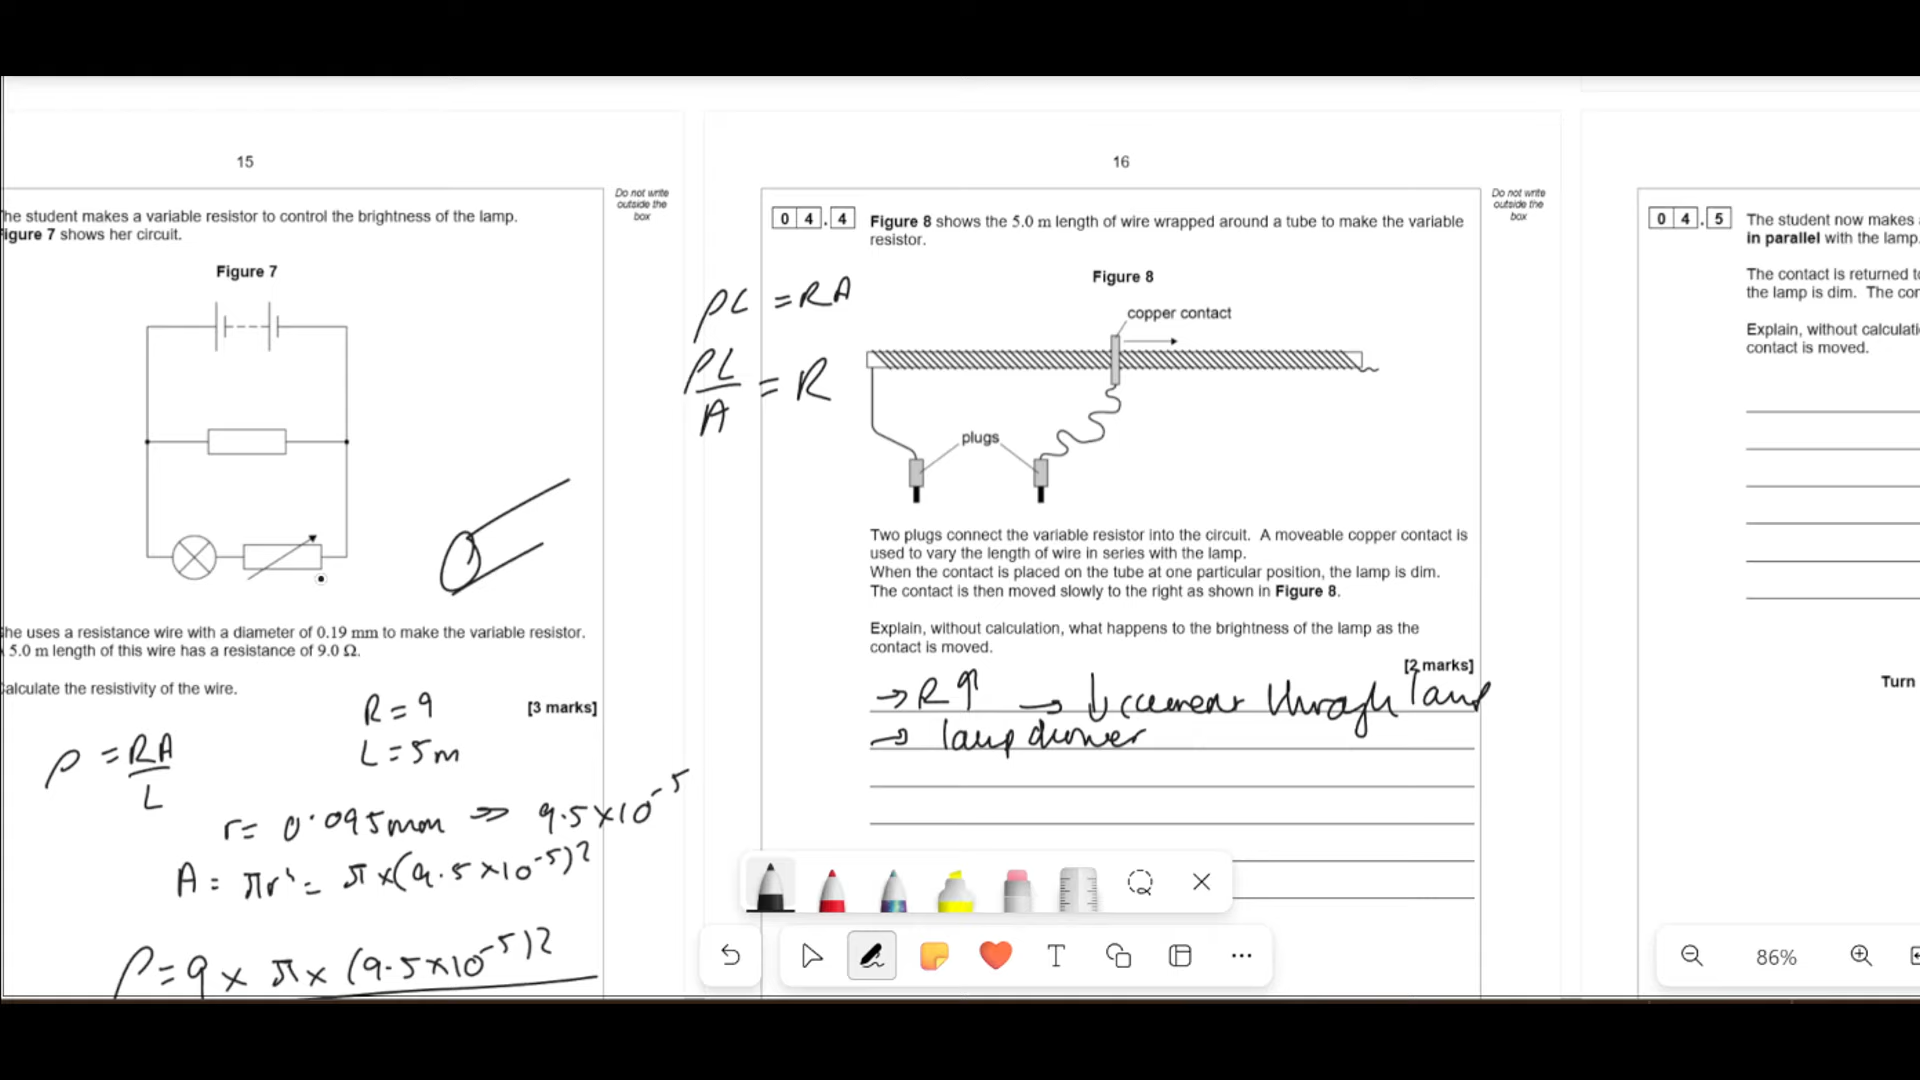 15
Do not write
outside the
box
he student makes a variable resistor to control the brightness of the lamp.
igure 7 shows her circuit.
Figure 7
he uses a resistance wire with a diameter of 0.19 mm to make the variable resistor.
5.0 m length of this wire has a resistance of 9.0 Ω.
alculate the resistivity of the wire.
[3 marks]
R = 9
L = 5m
ρ = RA
L
r = 0.095mm ⇒ 9.5×10⁻⁵
A = πr² = π×(9.5×10⁻⁵)²
ρ = 9 × π× (9.5×10⁻⁵)²
16
Do not write
outside the
box
0 4 . 4 Figure 8 shows the 5.0 m length of wire wrapped around a tube to make the variable
resistor.
Figure 8
ρL = RA
ρL
A
= R
copper contact
plugs
Two plugs connect the variable resistor into the circuit. A moveable copper contact is
used to vary the length of wire in series with the lamp.
When the contact is placed on the tube at one particular position, the lamp is dim.
The contact is then moved slowly to the right as shown in Figure 8.
Explain, without calculation, what happens to the brightness of the lamp as the
contact is moved.
[2 marks]
→ R ↑ → ↓ current through lamp
→ lamp dimmer
0 4 . 5 The student now makes
in parallel with the lamp.
The contact is returned to
the lamp is dim. The con
Explain, without calculati
contact is moved.
Turn
T
86%